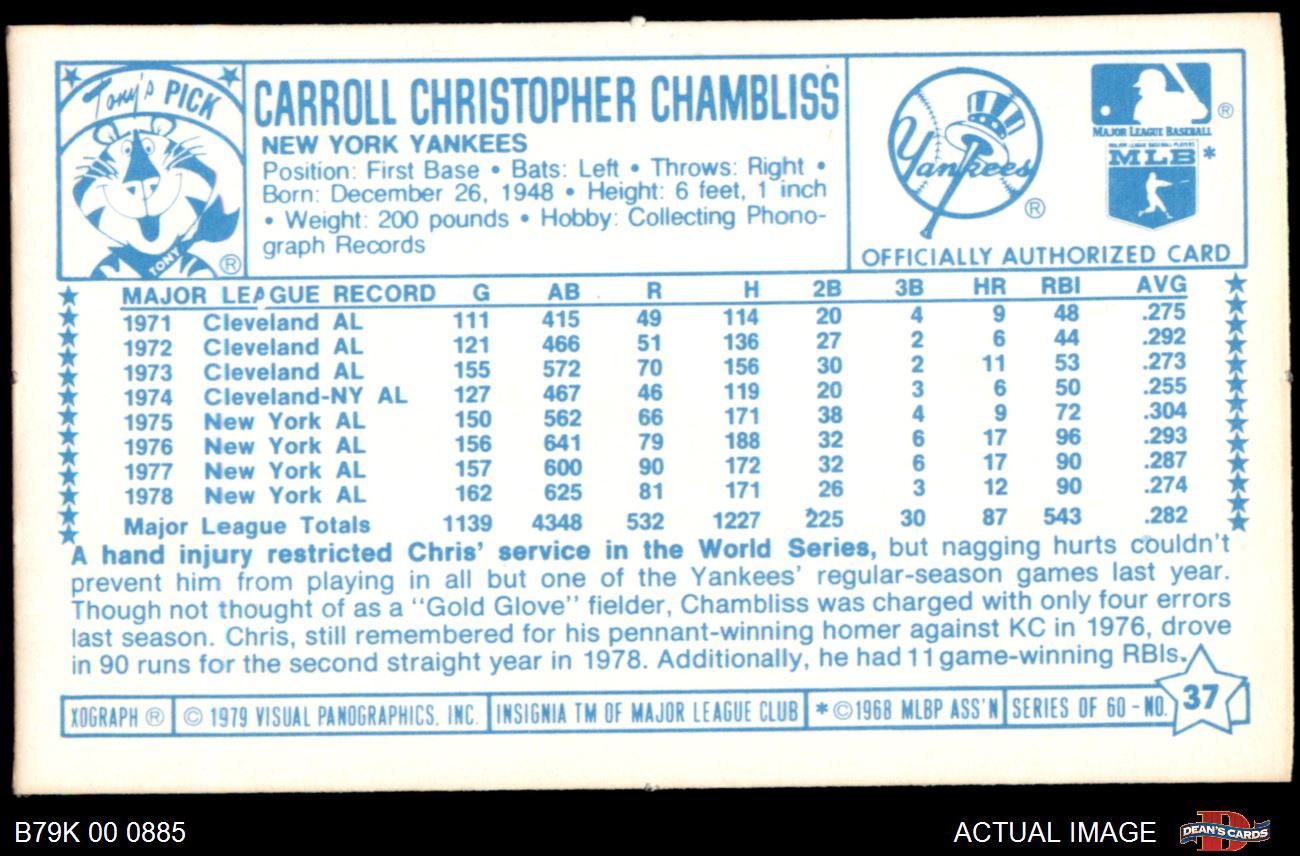 Tony's PICK
TONY ®
CARROLL CHRISTOPHER CHAMBLISS
NEW YORK YANKEES
Position: First Base • Bats: Left • Throws: Right •
Born: December 26, 1948 • Height: 6 feet, 1 inch
• Weight: 200 pounds • Hobby: Collecting Phono-
graph Records
Yankees ®
MAJOR LEAGUE BASEBALL ®
MAJOR LEAGUE BASEBALL PLAYERS
MLB *
OFFICIALLY AUTHORIZED CARD
MAJOR LEAGUE RECORD G AB R H 2B 3B HR RBI AVG
1971 Cleveland AL 111 415 49 114 20 4 9 48 .275
1972 Cleveland AL 121 466 51 136 27 2 6 44 .292
1973 Cleveland AL 155 572 70 156 30 2 11 53 .273
1974 Cleveland-NY AL 127 467 46 119 20 3 6 50 .255
1975 New York AL 150 562 66 171 38 4 9 72 .304
1976 New York AL 156 641 79 188 32 6 17 96 .293
1977 New York AL 157 600 90 172 32 6 17 90 .287
1978 New York AL 162 625 81 171 26 3 12 90 .274
Major League Totals 1139 4348 532 1227 225 30 87 543 .282
A hand injury restricted Chris' service in the World Series, but nagging hurts couldn't
prevent him from playing in all but one of the Yankees' regular-season games last year.
Though not thought of as a "Gold Glove" fielder, Chambliss was charged with only four errors
last season. Chris, still remembered for his pennant-winning homer against KC in 1976, drove
in 90 runs for the second straight year in 1978. Additionally, he had 11 game-winning RBIs.
XOGRAPH ® © 1979 VISUAL PANOGRAPHICS, INC. INSIGNIA TM OF MAJOR LEAGUE CLUB * ©1968 MLBP ASS'N SERIES OF 60 - NO. 37
B79K 00 0885
ACTUAL IMAGE
DEAN'S CARDS